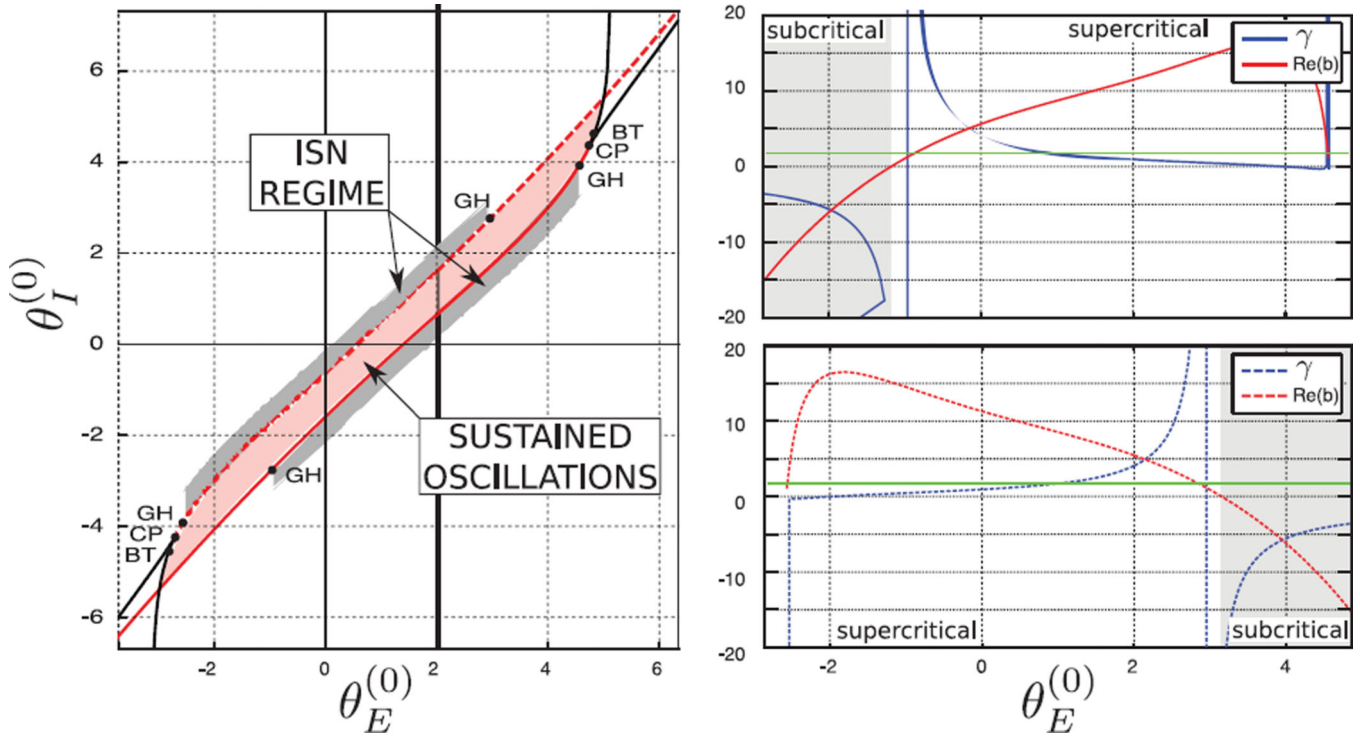 6
4
2
0
-2
-4
-6
-2
0
2
4
6
θ_I^{(0)}
θ_E^{(0)}
ISN
REGIME
SUSTAINED
OSCILLATIONS
BT
CP
GH
GH
GH
GH
CP
BT
20
10
0
-10
-20
subcritical
supercritical
γ
Re(b)
20
10
0
-10
-20
γ
Re(b)
supercritical
subcritical
-2
0
2
4
θ_E^{(0)}